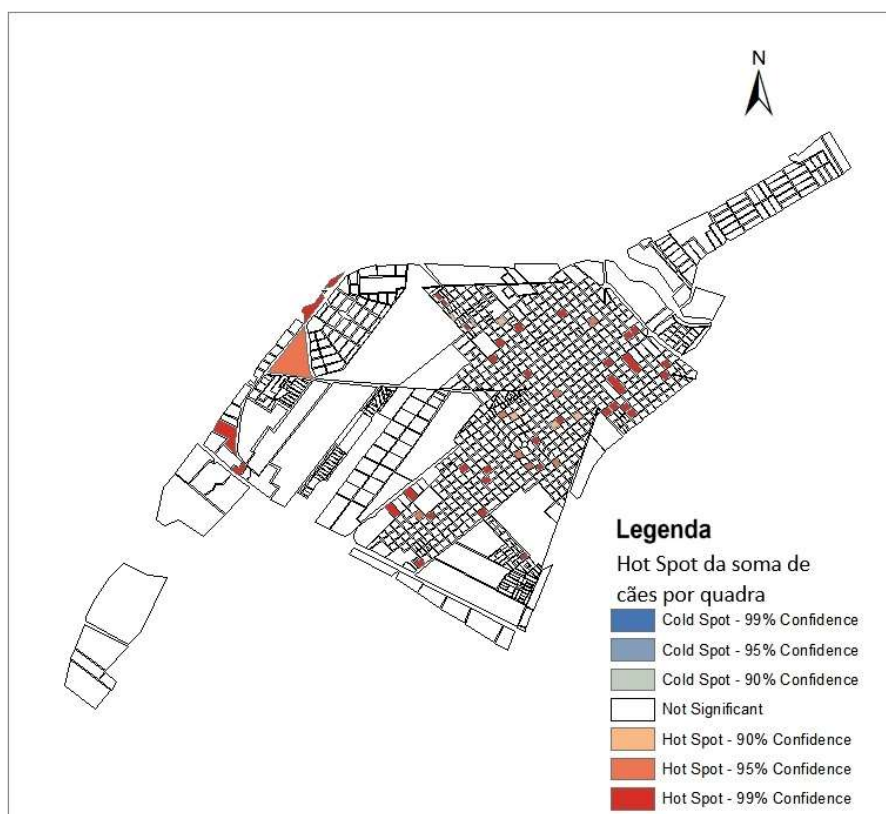 N
Legenda
Hot Spot da soma de
cães por quadra
Cold Spot - 99% Confidence
Cold Spot - 95% Confidence
Cold Spot - 90% Confidence
Not Significant
Hot Spot - 90% Confidence
Hot Spot - 95% Confidence
Hot Spot - 99% Confidence